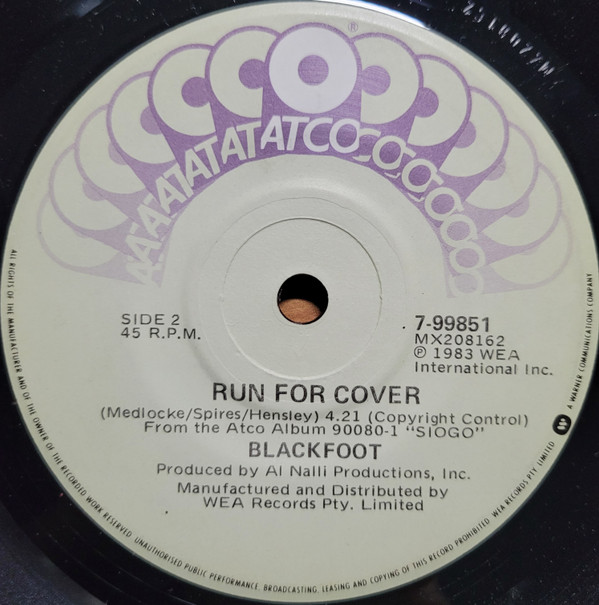 MX208162
®
ATATATATATCOCOCOCOCO
SIDE 2
45 R.P.M.
7-99851
MX208162
℗ 1983 WEA
International Inc.
RUN FOR COVER
(Medlocke/Spires/Hensley) 4.21 (Copyright Control)
From the Atco Album 90080-1 "SIOGO"
BLACKFOOT
Produced by Al Nalli Productions, Inc.
Manufactured and Distributed by
WEA Records Pty. Limited
ALL RIGHTS OF THE MANUFACTURER AND OF THE OWNER OF THE RECORDED WORK RESERVED. UNAUTHORISED PUBLIC PERFORMANCE, BROADCASTING, LEASING AND COPYING OF THIS RECORD PROHIBITED. WEA RECORDS PTY. LIMITED A WARNER COMMUNICATIONS COMPANY